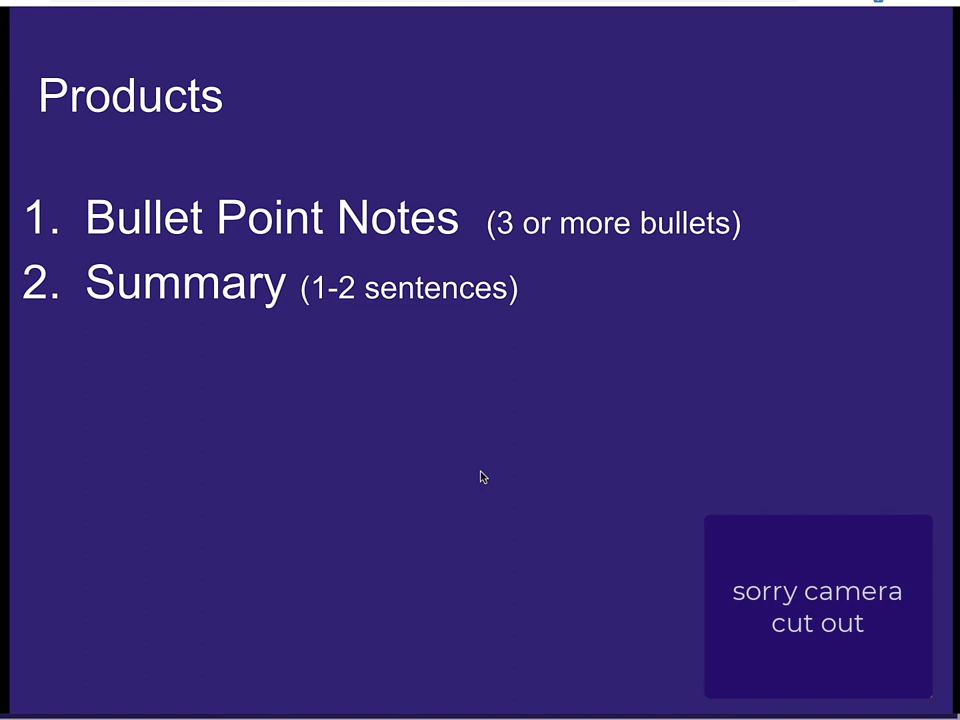 Products
1. Bullet Point Notes (3 or more bullets)
2. Summary (1-2 sentences)
sorry camera
cut out